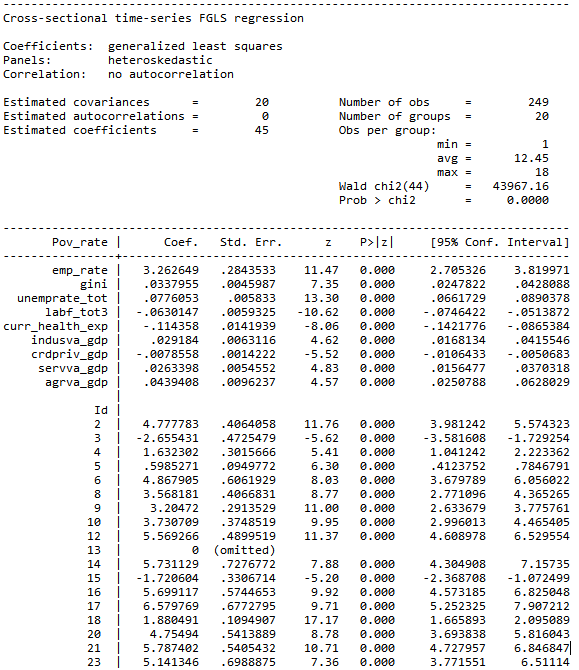 --------------------------------------------------------------------------------
Cross-sectional time-series FGLS regression
Coefficients:  generalized least squares
Panels:        heteroskedastic
Correlation:   no autocorrelation
Estimated covariances      =        20          Number of obs     =        249
Estimated autocorrelations =         0          Number of groups  =         20
Estimated coefficients     =        45          Obs per group:
min =          1
avg =      12.45
max =         18
Wald chi2(44)     =   43967.16
Prob > chi2       =     0.0000
--------------------------------------------------------------------------------
Pov_rate |      Coef.   Std. Err.      z    P>|z|     [95% Conf. Interval]
----------------+---------------------------------------------------------------
emp_rate |   3.262649   .2843533    11.47   0.000     2.705326    3.819971
gini |   .0337955   .0045987     7.35   0.000     .0247822    .0428088
unemprate_tot |   .0776053    .005833    13.30   0.000     .0661729    .0890378
labf_tot3 |  -.0630147   .0059325   -10.62   0.000    -.0746422   -.0513872
curr_health_exp |   -.114358   .0141939    -8.06   0.000    -.1421776   -.0865384
indusva_gdp |    .029184   .0063116     4.62   0.000     .0168134    .0415546
crdpriv_gdp |  -.0078558   .0014222    -5.52   0.000    -.0106433   -.0050683
servva_gdp |   .0263398   .0054552     4.83   0.000     .0156477    .0370318
agrva_gdp |   .0439408   .0096237     4.57   0.000     .0250788    .0628029
|
Id |
2 |   4.777783   .4064058    11.76   0.000     3.981242    5.574323
3 |  -2.655431   .4725479    -5.62   0.000    -3.581608   -1.729254
4 |   1.632302   .3015666     5.41   0.000     1.041242    2.223362
5 |   .5985271   .0949772     6.30   0.000     .4123752    .7846791
6 |   4.867905   .6061929     8.03   0.000     3.679789    6.056022
8 |   3.568181   .4066831     8.77   0.000     2.771096    4.365265
9 |    3.20472   .2913529    11.00   0.000     2.633679    3.775761
10 |   3.730709   .3748519     9.95   0.000     2.996013    4.465405
12 |   5.569266   .4899519    11.37   0.000     4.608978    6.529554
13 |          0  (omitted)
14 |   5.731129   .7276772     7.88   0.000     4.304908     7.15735
15 |  -1.720604   .3306714    -5.20   0.000    -2.368708   -1.072499
16 |   5.699117   .5744653     9.92   0.000     4.573185    6.825048
17 |   6.579769   .6772795     9.71   0.000     5.252325    7.907212
18 |   1.880491   .1094907    17.17   0.000     1.665893    2.095089
20 |    4.75494   .5413889     8.78   0.000     3.693838    5.816043
21 |   5.787402   .5405432    10.71   0.000     4.727957    6.846847
23 |   5.141346   .6988875     7.36   0.000     3.771551     6.51114